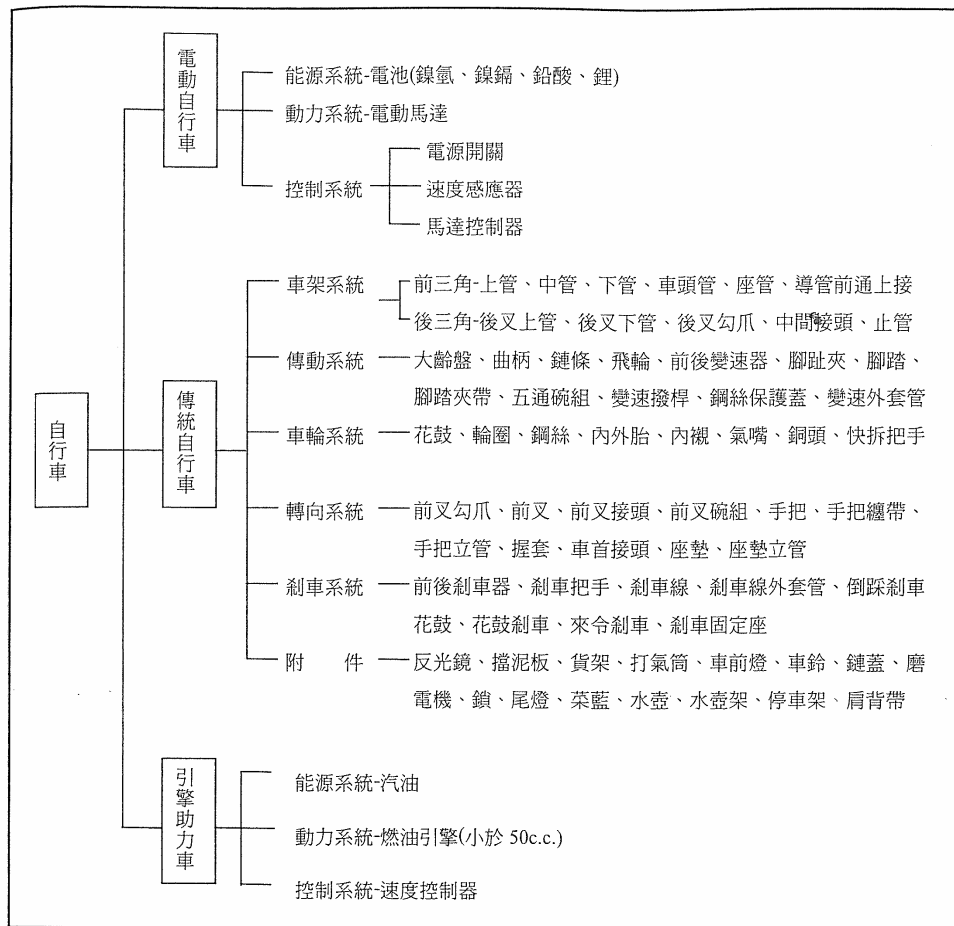 電動自行車
能源系統-電池(鎳氫、鎳鎘、鉛酸、鋰)
動力系統-電動馬達
控制系統
電源開關
速度感應器
馬達控制器
自行車
傳統自行車
車架系統
前三角-上管、中管、下管、車頭管、座管、導管前通上接
後三角-後叉上管、後叉下管、後叉勾爪、中間接頭、止管
傳動系統
大齡盤、曲柄、鏈條、飛輪、前後變速器、腳趾夾、腳踏、
腳踏夾帶、五通碗組、變速撥桿、鋼絲保護蓋、變速外套管
車輪系統
花鼓、輪圈、鋼絲、內外胎、內襯、氣嘴、銅頭、快拆把手
轉向系統
前叉勾爪、前叉、前叉接頭、前叉碗組、手把、手把纏帶、
手把立管、握套、車首接頭、座墊、座墊立管
剎車系統
前後剎車器、剎車把手、剎車線、剎車線外套管、倒踩剎車
花鼓、花鼓剎車、來令剎車、剎車固定座
附 件
反光鏡、擋泥板、貨架、打氣筒、車前燈、車鈴、鏈蓋、磨
電機、鎖、尾燈、菜藍、水壺、水壺架、停車架、肩背帶
引擎助力車
能源系統-汽油
動力系統-燃油引擎(小於 50c.c.)
控制系統-速度控制器